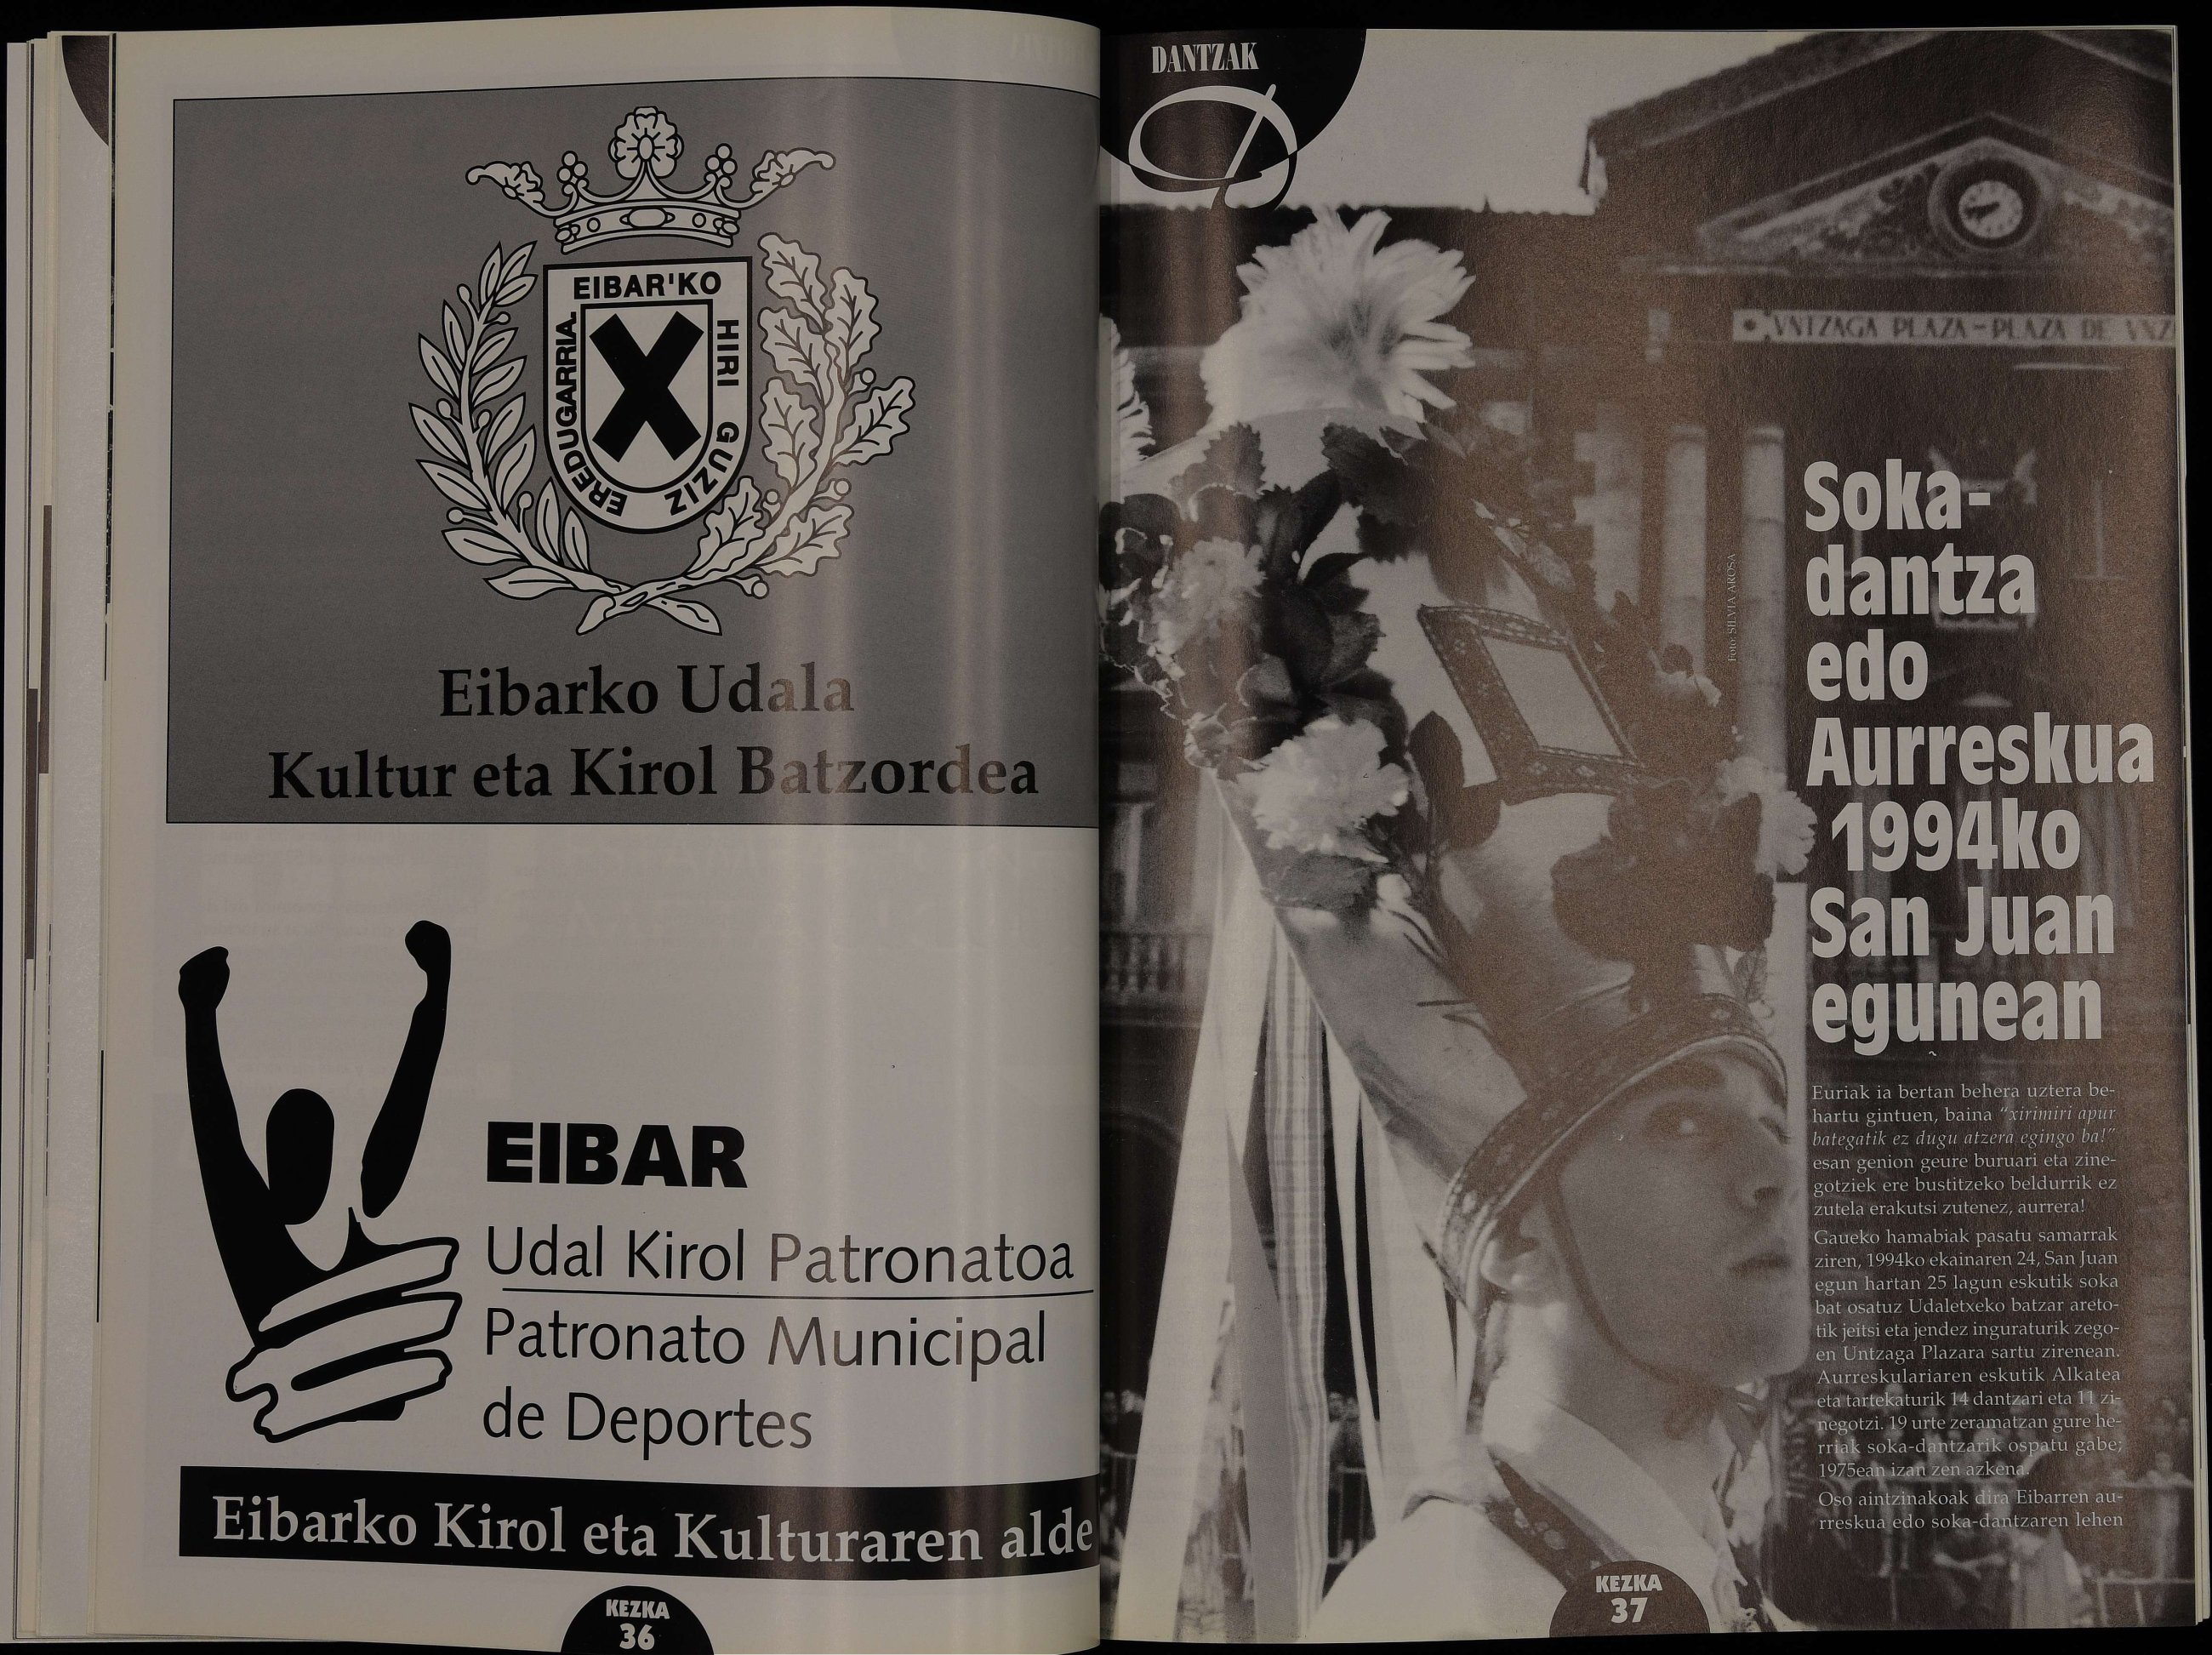 EIBAR'KO
HIRI GUZIZ
EREDUGARRIA
Eibarko Udala
Kultur eta Kirol Batzordea
EIBAR
Udal Kirol Patronatoa
Patronato Municipal
de Deportes
Eibarko Kirol eta Kulturaren alde
KEZKA
36
DANTZAK
D
VNTZAGA PLAZA-PLAZA DE VNZ
Foto: SILVIA AROSA
Soka-
dantza
edo
Aurreskua
1994ko
San Juan
egunean
Euriak ia bertan behera uztera be-
hartu gintuen, baina "xirimiri apur
bategatik ez dugu atzera egingo ba!"
esan genion geure buruari eta zine-
gotziek ere bustitzeko beldurrik ez
zutela erakutsi zutenez, aurrera!
Gaueko hamabiak pasatu samarrak
ziren, 1994ko ekainaren 24, San Juan
egun hartan 25 lagun eskutik soka
bat osatuz Udaletxeko batzar areto-
tik jeitsi eta jendez inguraturik zego-
en Untzaga Plazara sartu zirenean.
Aurreskulariaren eskutik Alkatea
eta tartekaturik 14 dantzari eta 11 zi-
negotzi. 19 urte zeramatzan gure he-
rriak soka-dantzarik ospatu gabe;
1975ean izan zen azkena.
Oso aintzinakoak dira Eibarren au-
rreskua edo soka-dantzaren lehen
KEZKA
37